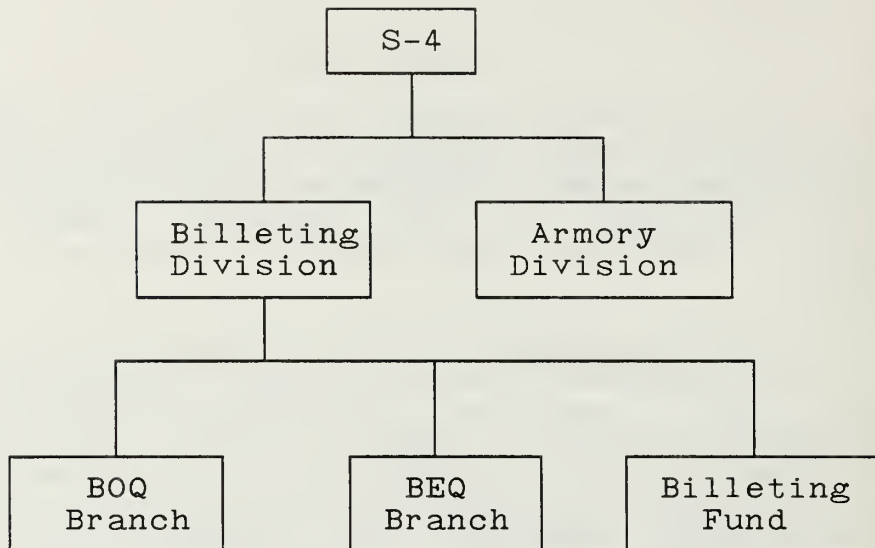 S-4
Billeting
Division
Armory
Division
BOQ
Branch
BEQ
Branch
Billeting
Fund